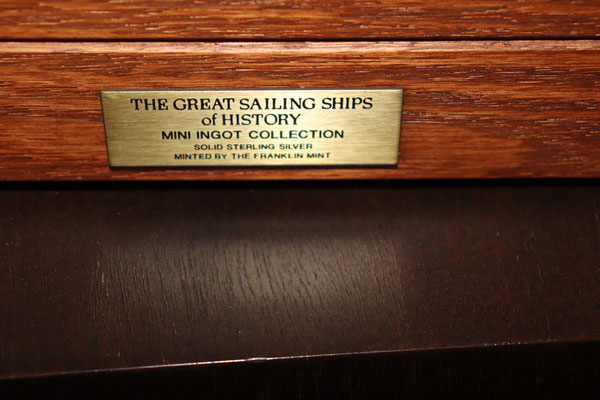 THE GREAT SAILING SHIPS
of HISTORY
MINI INGOT COLLECTION
SOLID STERLING SILVER
MINTED BY THE FRANKLIN MINT